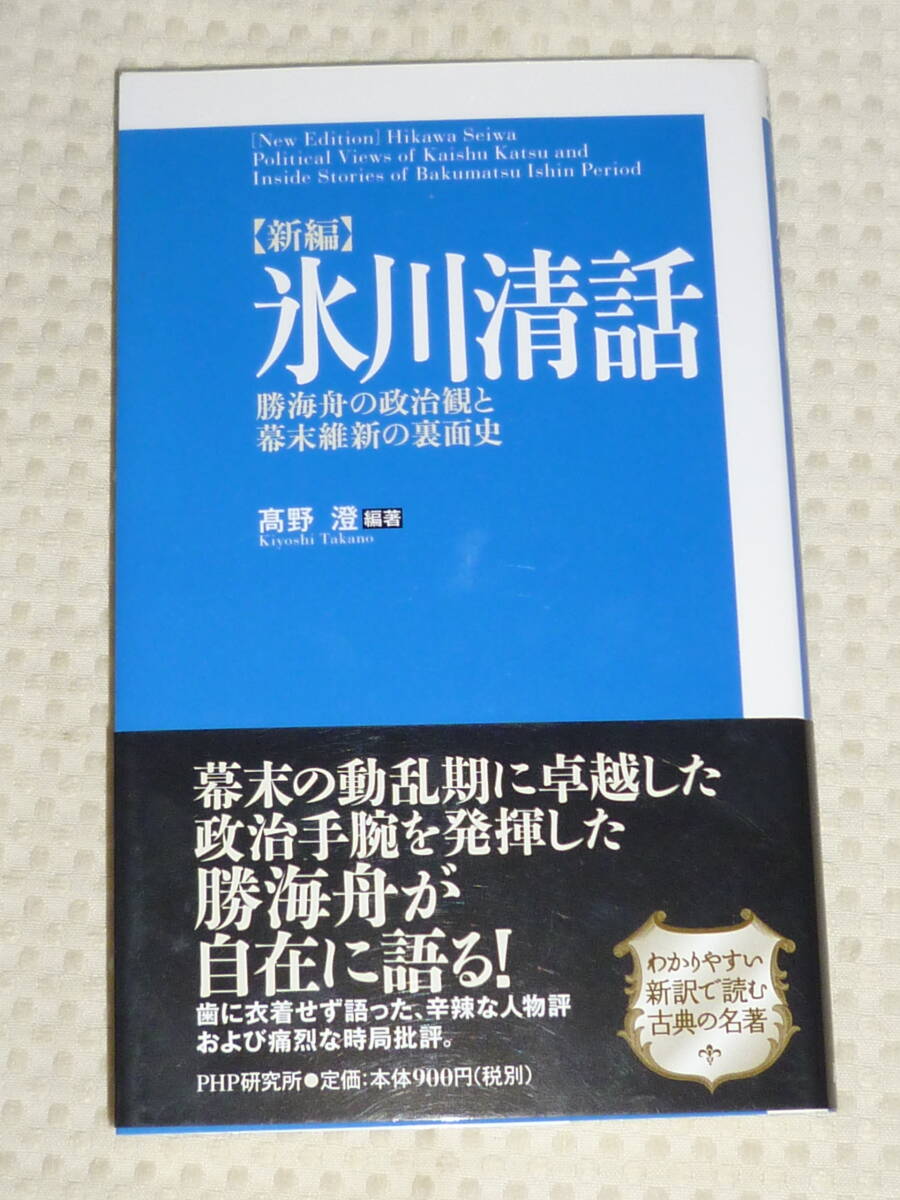 [New Edition] Hikawa Seiwa
Political Views of Kaishu Katsu and
Inside Stories of Bakumatsu Ishin Period
【新編】
氷川清話
勝海舟の政治観と
幕末維新の裏面史
髙野 澄 編著
Kiyoshi Takano
幕末の動乱期に卓越した
政治手腕を発揮した
勝海舟が
自在に語る!
歯に衣着せず語った、辛辣な人物評
および痛烈な時局批評。
PHP研究所●定価:本体900円(税別)
わかりやすい
新訳で読む
古典の名著